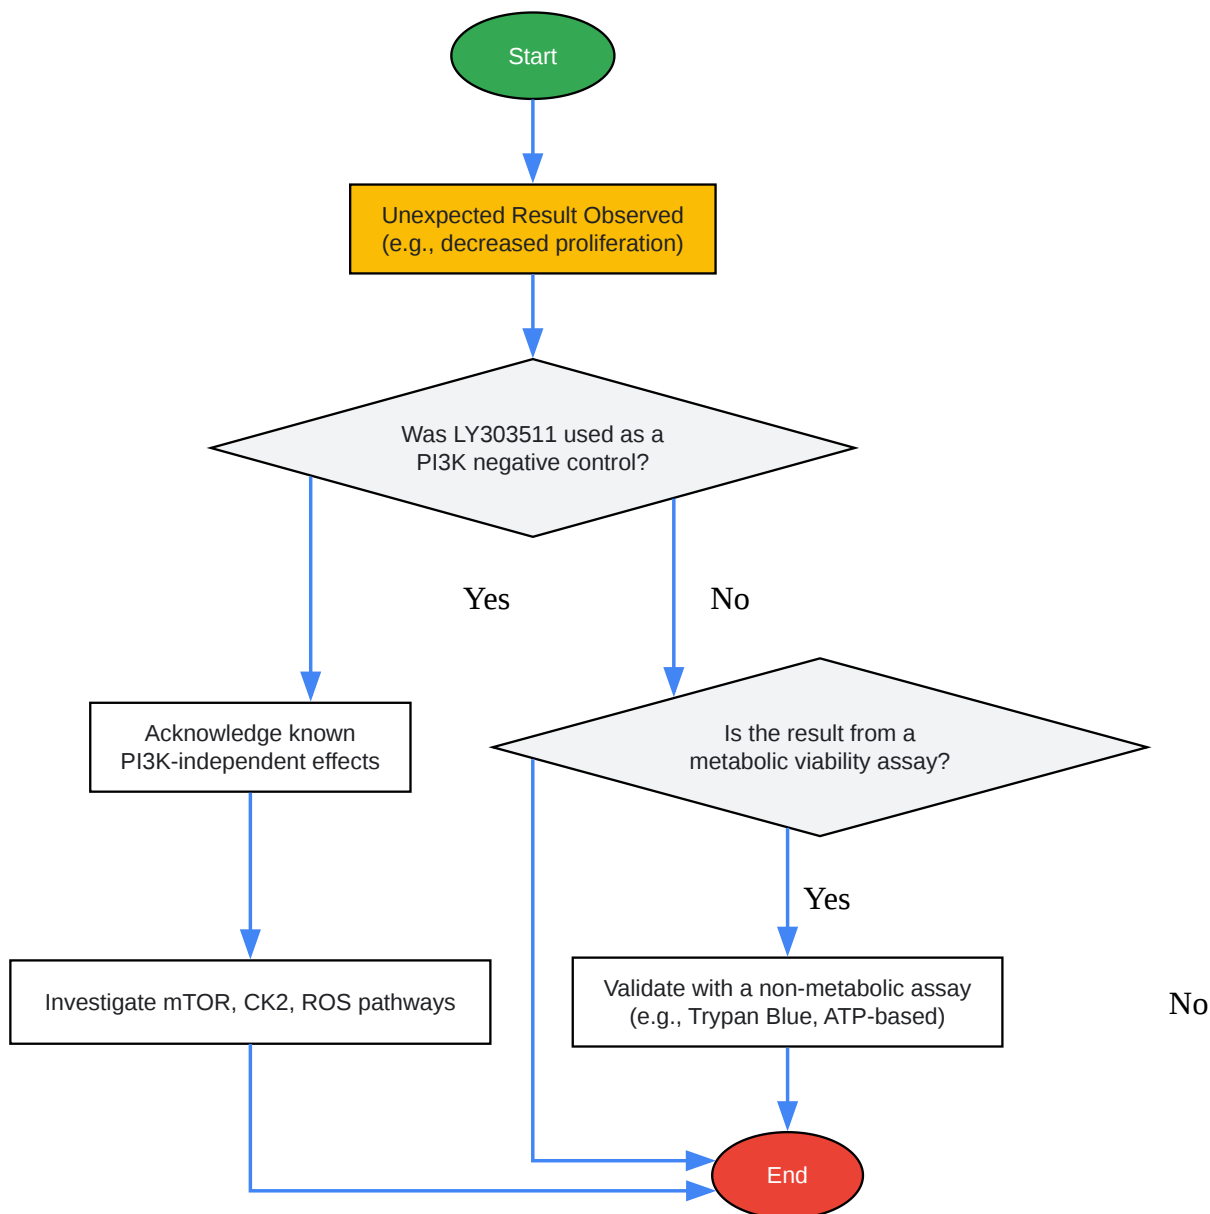 Start
Unexpected Result Observed
(e.g., decreased proliferation)
Was LY303511 used as a
PI3K negative control?
Yes
No
Acknowledge known
PI3K-independent effects
Is the result from a
metabolic viability assay?
Yes
Investigate mTOR, CK2, ROS pathways
Validate with a non-metabolic assay
(e.g., Trypan Blue, ATP-based)
No
End